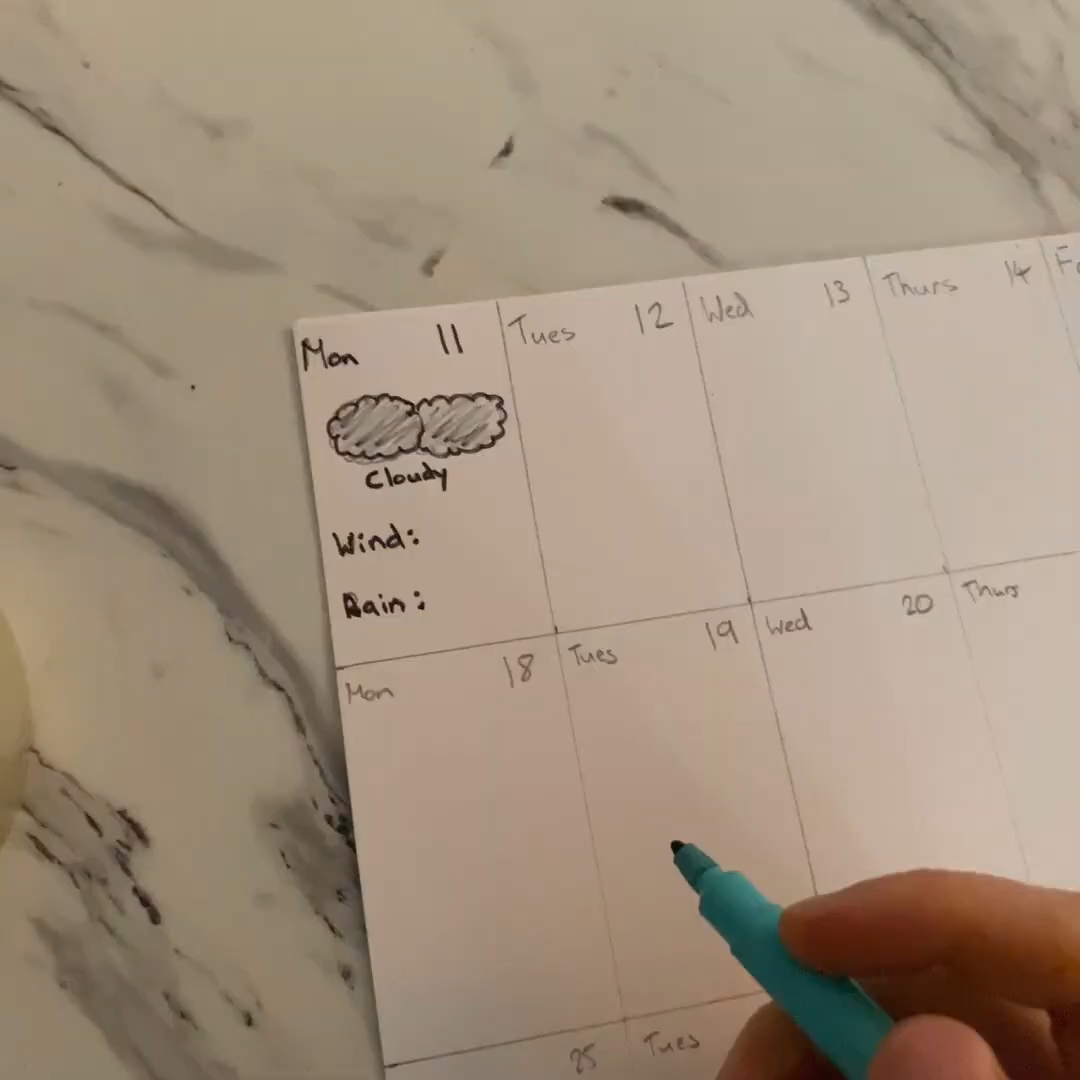 Mon 11
Tues 12
Wed 13
Thurs 14
Cloudy
Wind:
Rain:
Mon 18
Tues 19
Wed 20
Thurs
25
Tues